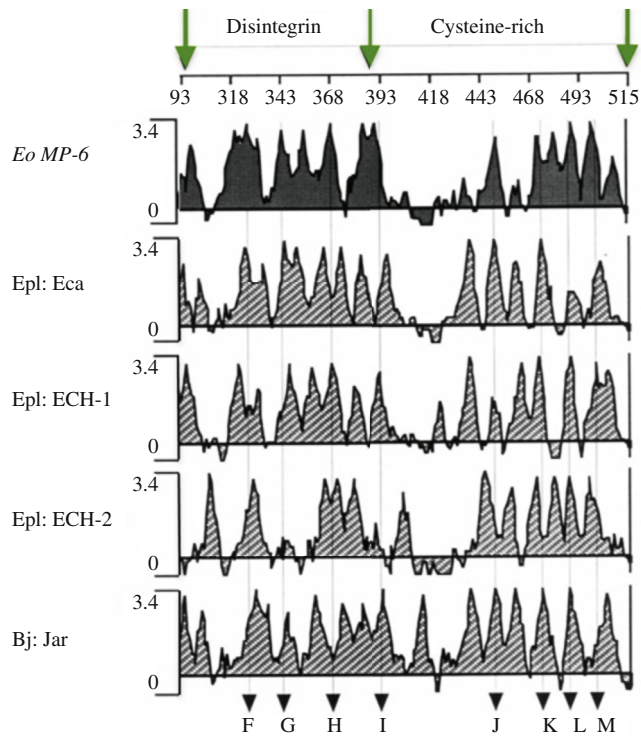 Disintegrin Cysteine-rich
93 318 343 368 393 418 443 468 493 515
3.4
Eo MP-6
0
3.4
Epl: Eca
0
3.4
Epl: ECH-1
0
3.4
Epl: ECH-2
0
3.4
Bj: Jar
0
F G H I J K L M